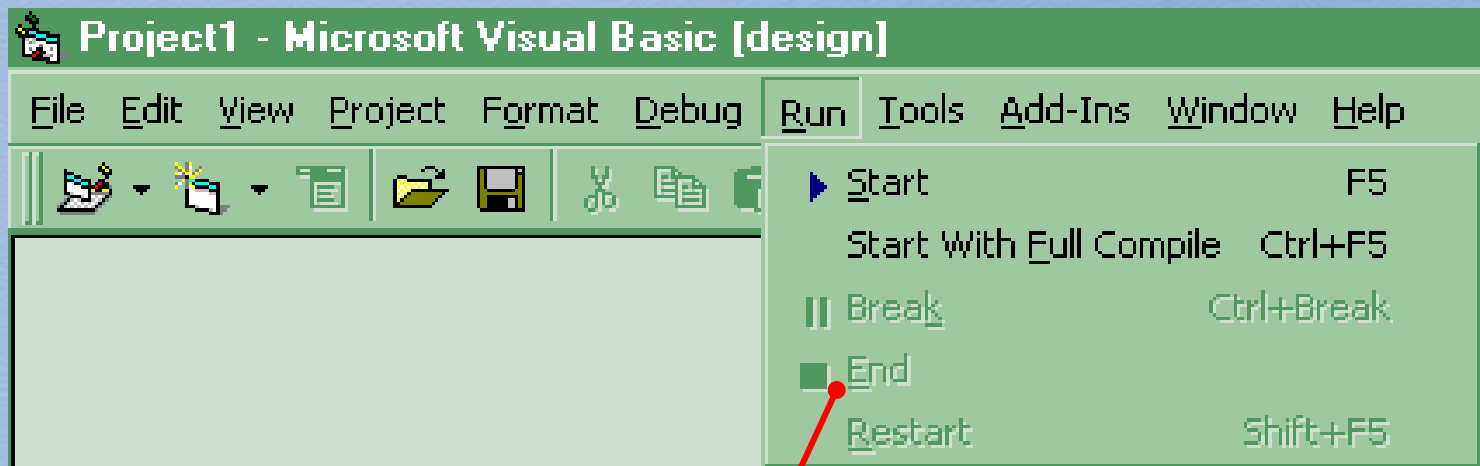 Project1 - Microsoft Visual Basic [design]
File Edit View Project Format Debug Run Tools Add-Ins Window Help
Start F5
Start With Full Compile Ctrl+F5
Break Ctrl+Break
End
Restart Shift+F5